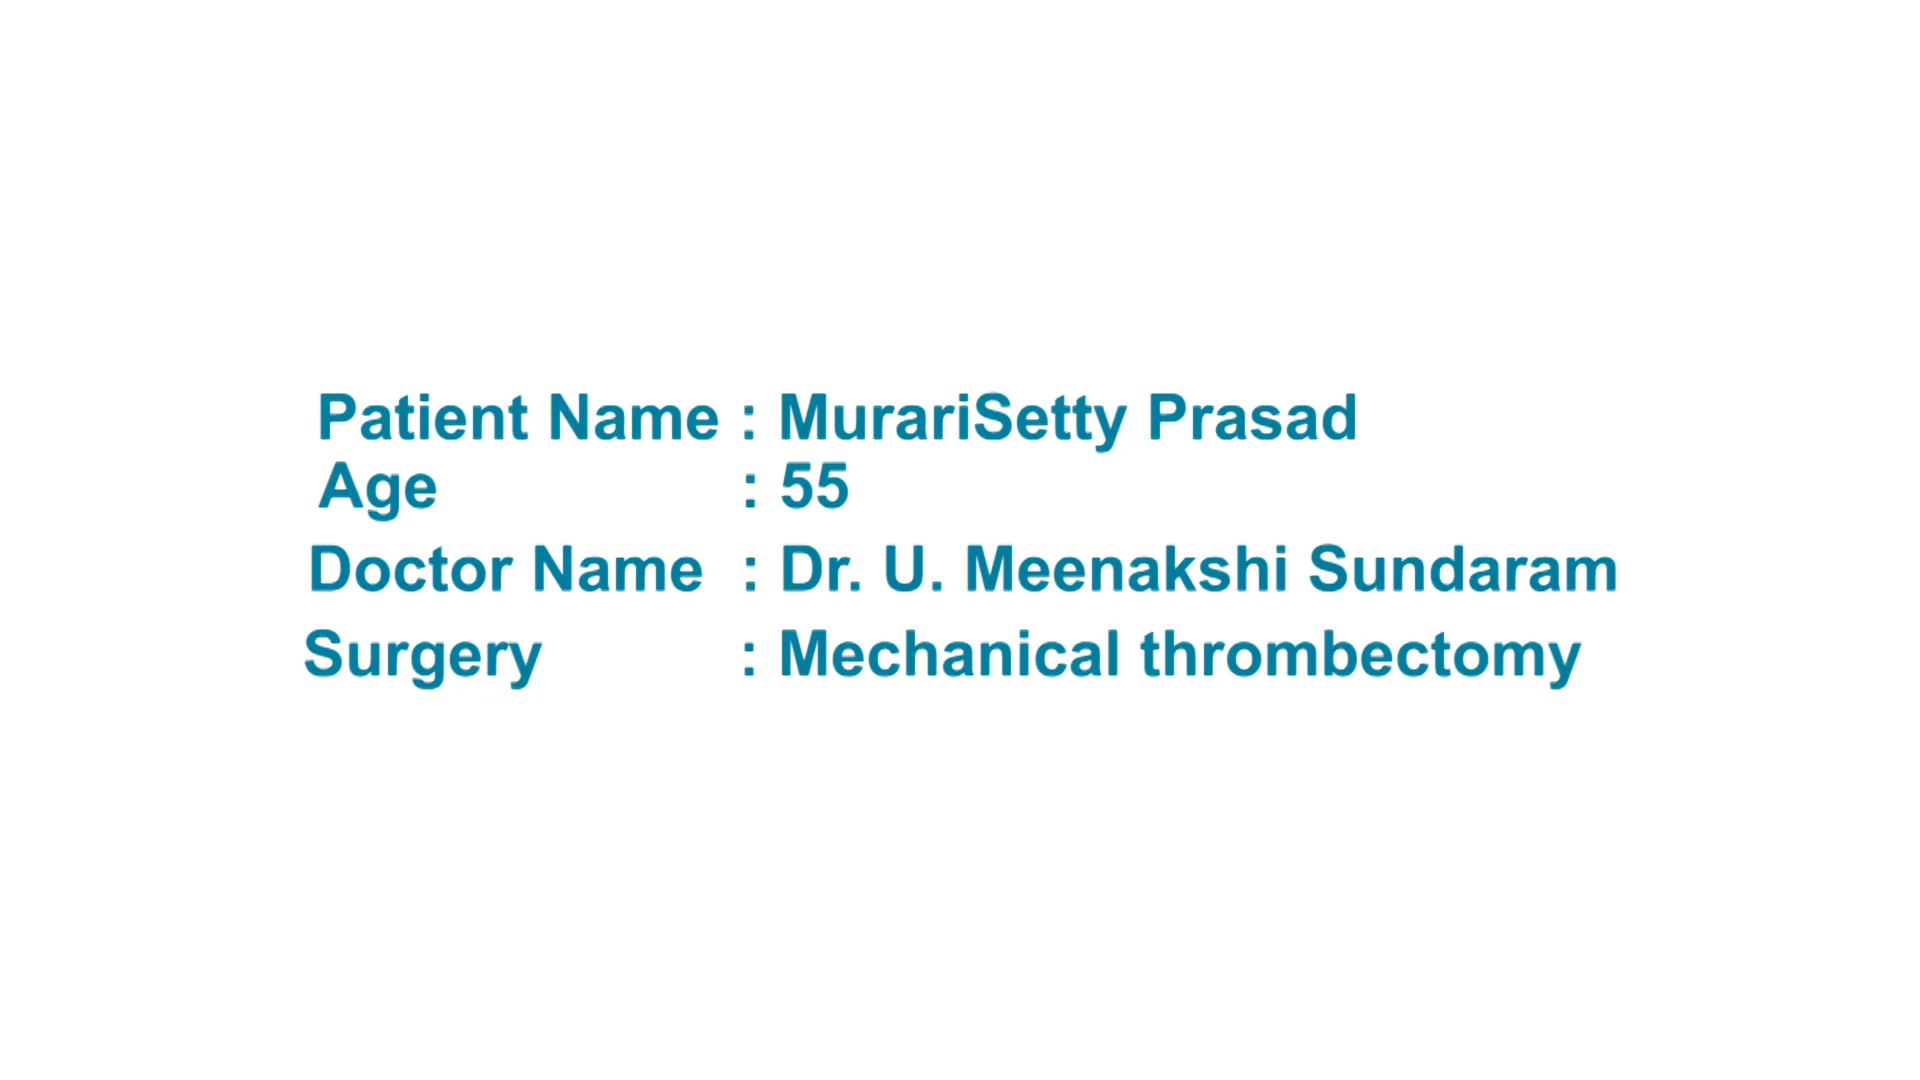 Patient Name : MurariSetty Prasad
Age : 55
Doctor Name : Dr. U. Meenakshi Sundaram
Surgery : Mechanical thrombectomy